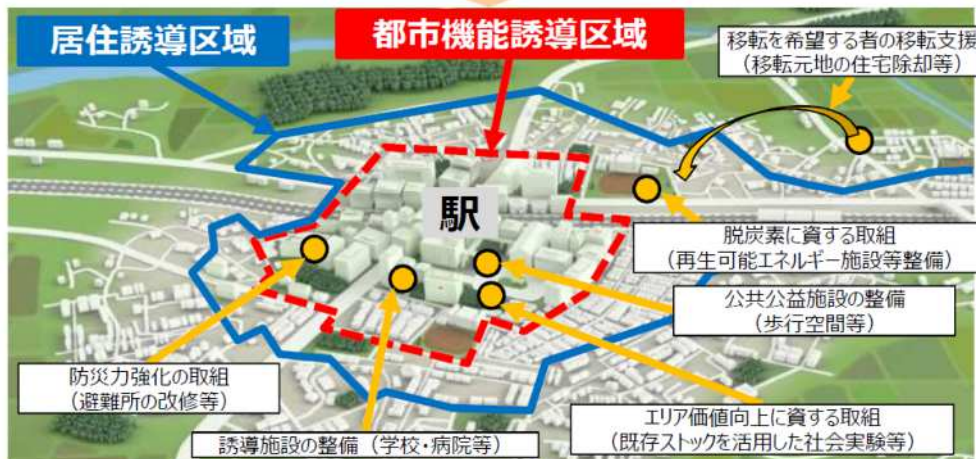 居住誘導区域
都市機能誘導区域
移転を希望する者の移転支援
（移転元地の住宅除却等）
駅
脱炭素に資する取組
（再生可能エネルギー施設等整備）
公共公益施設の整備
（歩行空間等）
防災力強化の取組
（避難所の改修等）
エリア価値向上に資する取組
（既存ストックを活用した社会実験等）
誘導施設の整備（学校・病院等）